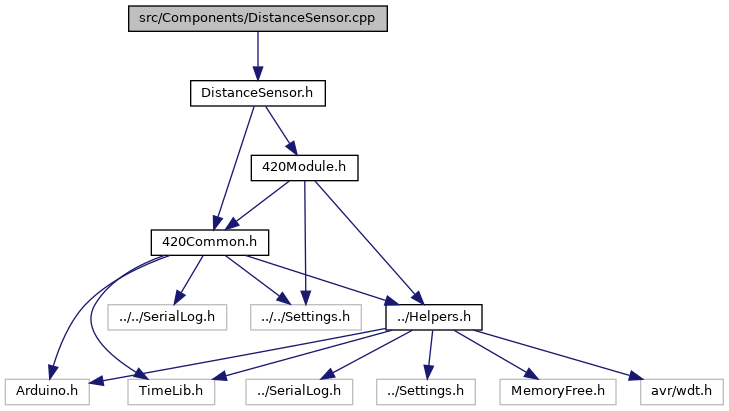 src/Components/DistanceSensor.cpp
DistanceSensor.h
420Module.h
420Common.h
../../SerialLog.h
../../Settings.h
../Helpers.h
Arduino.h
TimeLib.h
../SerialLog.h
../Settings.h
MemoryFree.h
avr/wdt.h